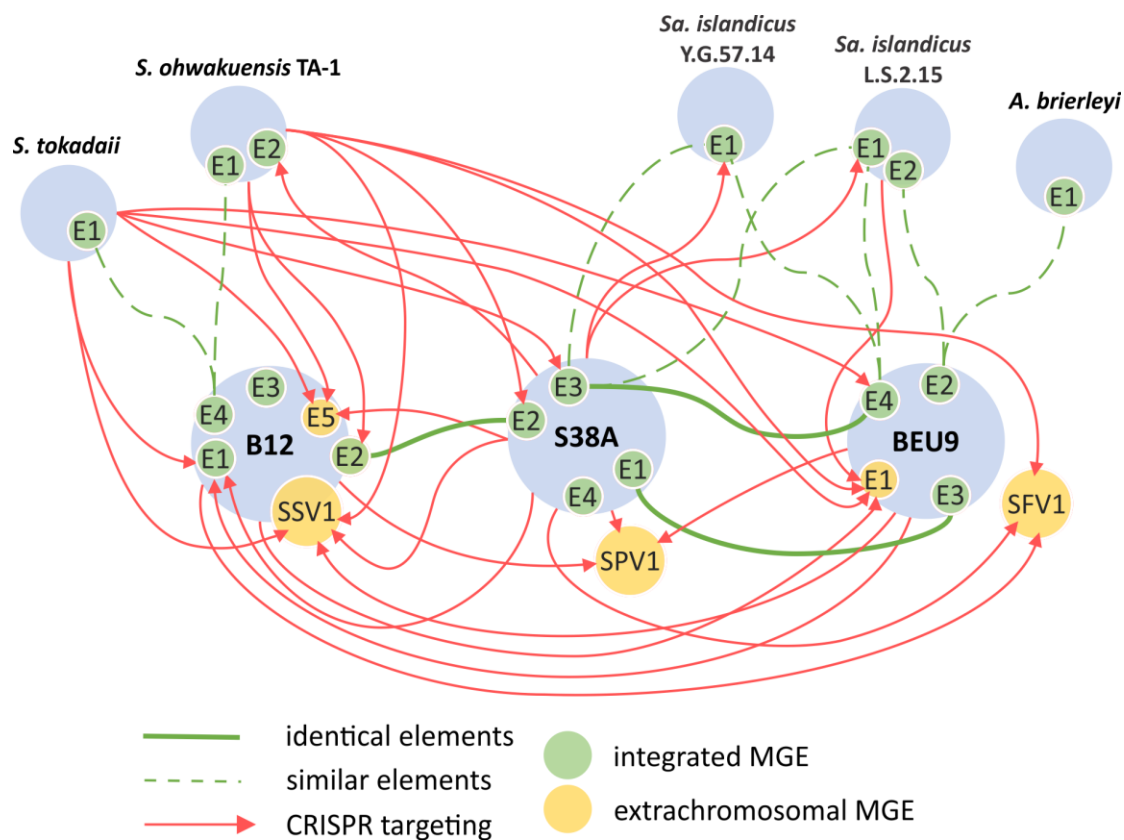 Sa. islandicus
Y.G.57.14
Sa. islandicus
L.S.2.15
S. ohwakuensis TA-1
A. brierleyi
S. tokadaii
E1
E2
E1
E1
E2
E1
E1
E3
E4
E5
E1
E2
B12
SSV1
E3
E2
S38A
E1
E4
SPV1
E4
E2
BEU9
E1
E3
SFV1
identical elements
similar elements
CRISPR targeting
integrated MGE
extrachromosomal MGE